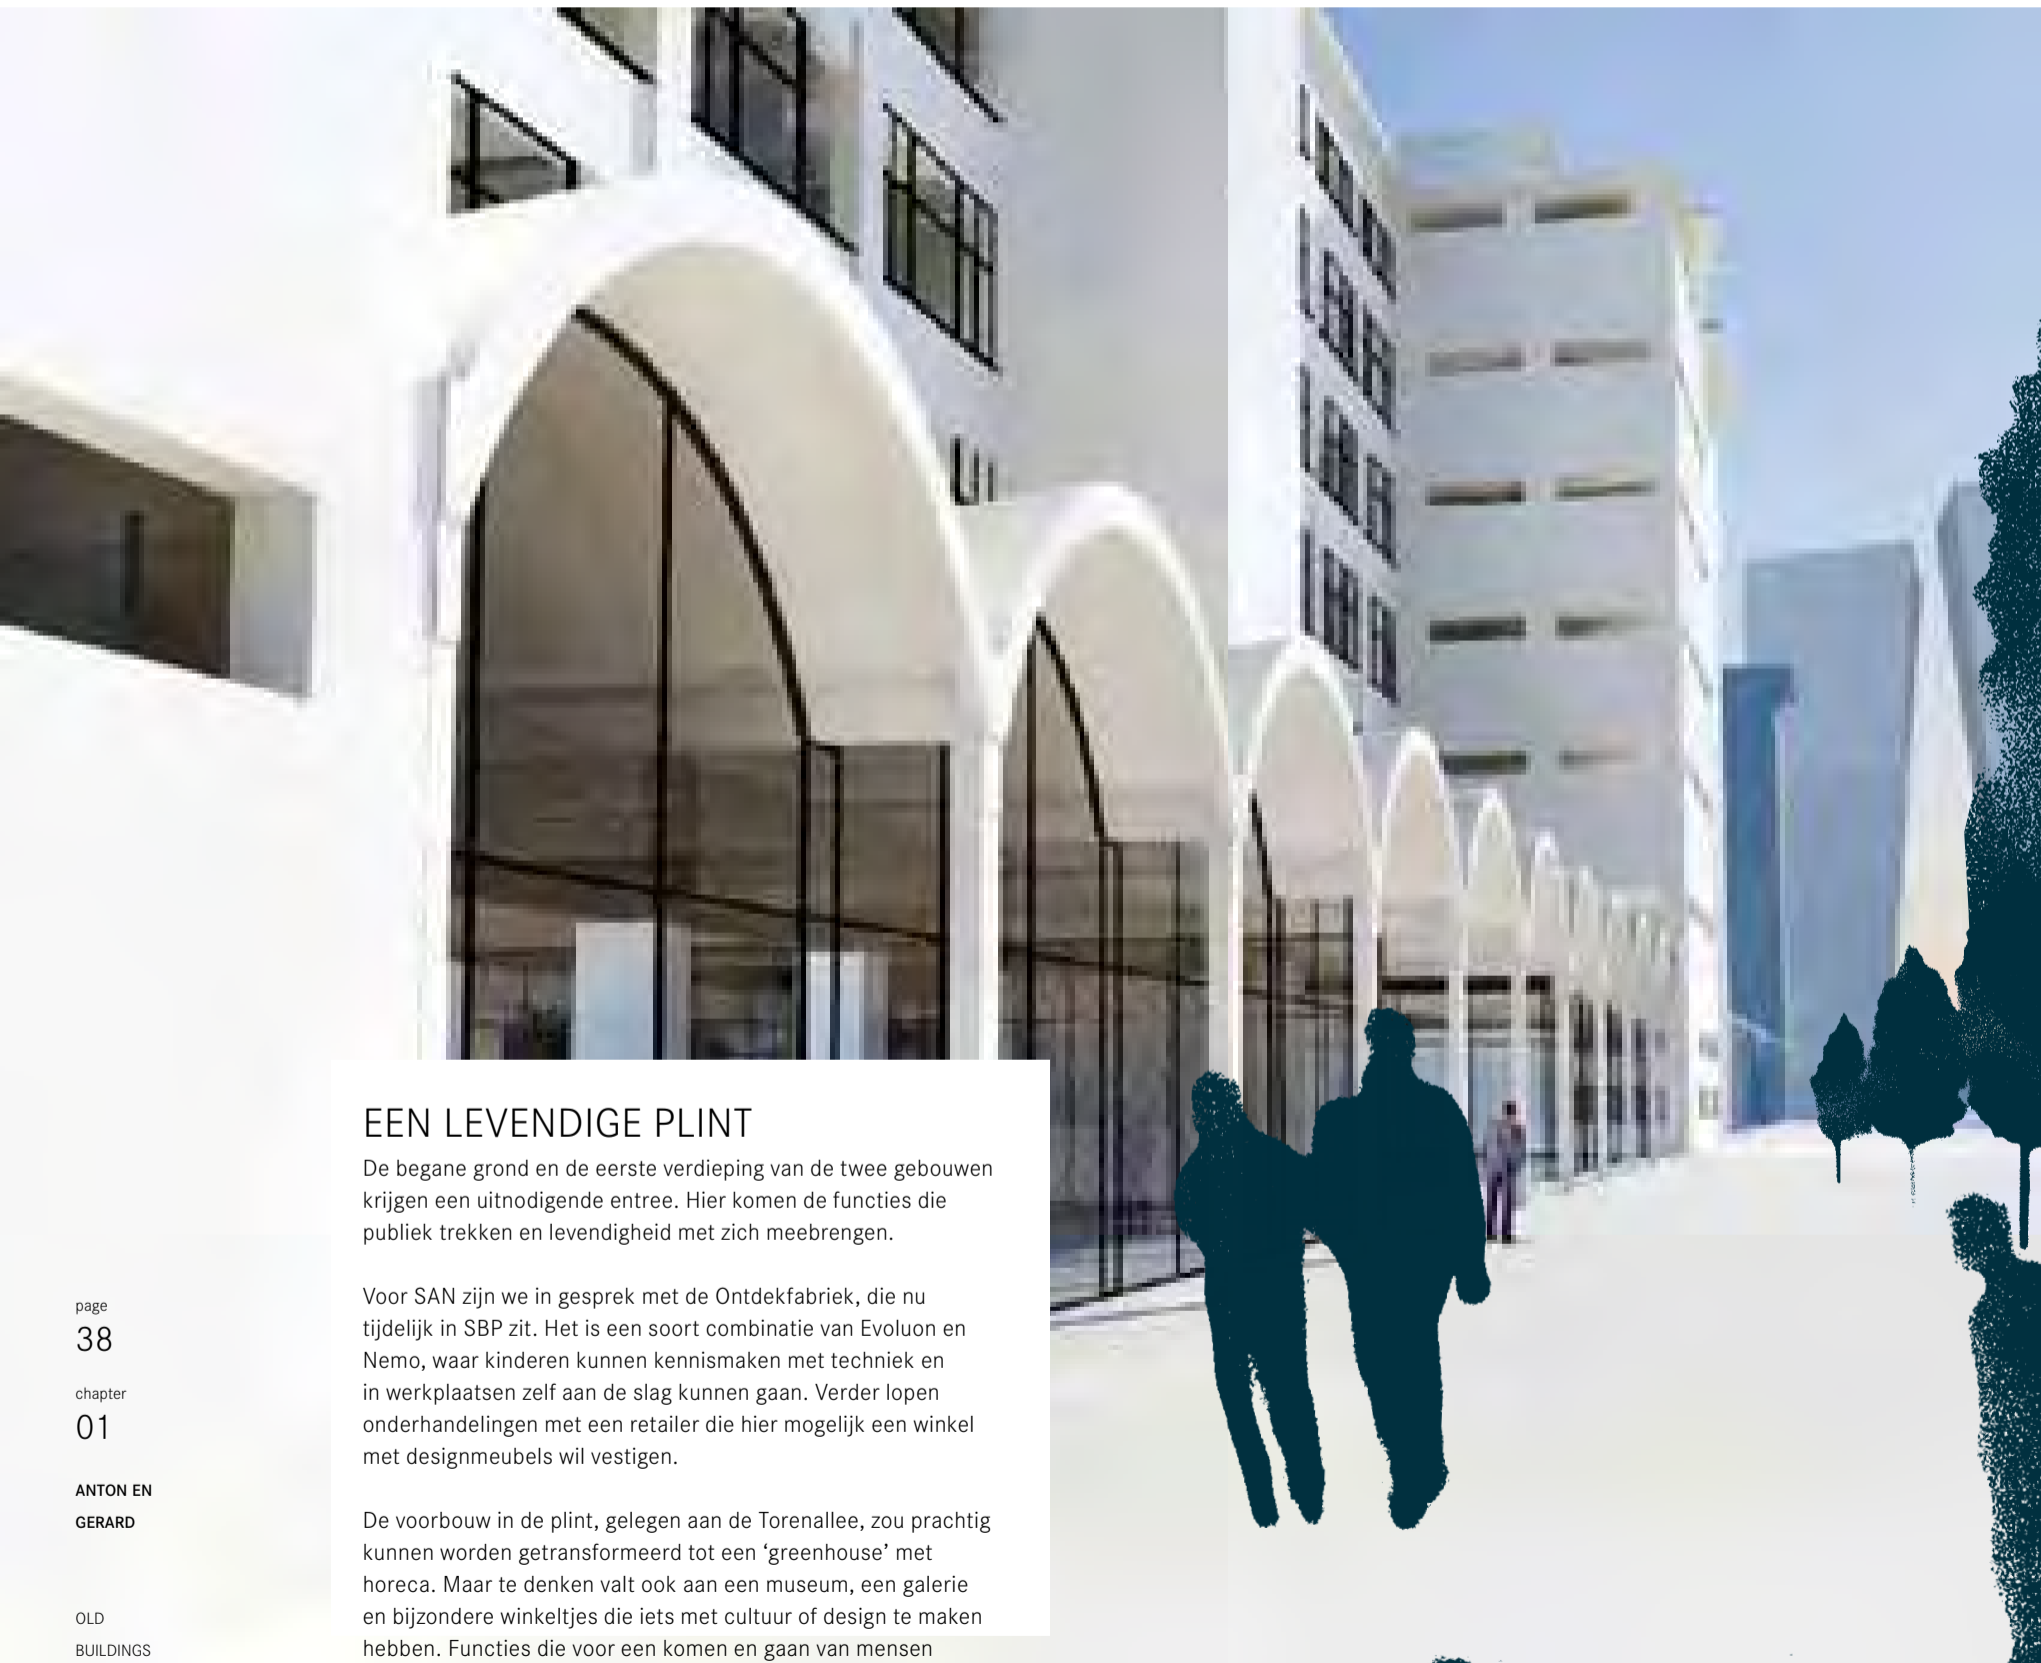 EEN LEVENDIGE PLINT
De begane grond en de eerste verdieping van de twee gebouwen
krijgen een uitnodigende entree. Hier komen de functies die
publiek trekken en levendigheid met zich meebrengen.
Voor SAN zijn we in gesprek met de Ontdekfabriek, die nu
tijdelijk in SBP zit. Het is een soort combinatie van Evoluon en
Nemo, waar kinderen kunnen kennismaken met techniek en
in werkplaatsen zelf aan de slag kunnen gaan. Verder lopen
onderhandelingen met een retailer die hier mogelijk een winkel
met designmeubels wil vestigen.
De voorbouw in de plint, gelegen aan de Torenallee, zou prachtig
kunnen worden getransformeerd tot een ‘greenhouse’ met
horeca. Maar te denken valt ook aan een museum, een galerie
en bijzondere winkeltjes die iets met cultuur of design te maken
hebben. Functies die voor een komen en gaan van mensen
page
38
chapter
01
ANTON EN
GERARD
OLD
BUILDINGS